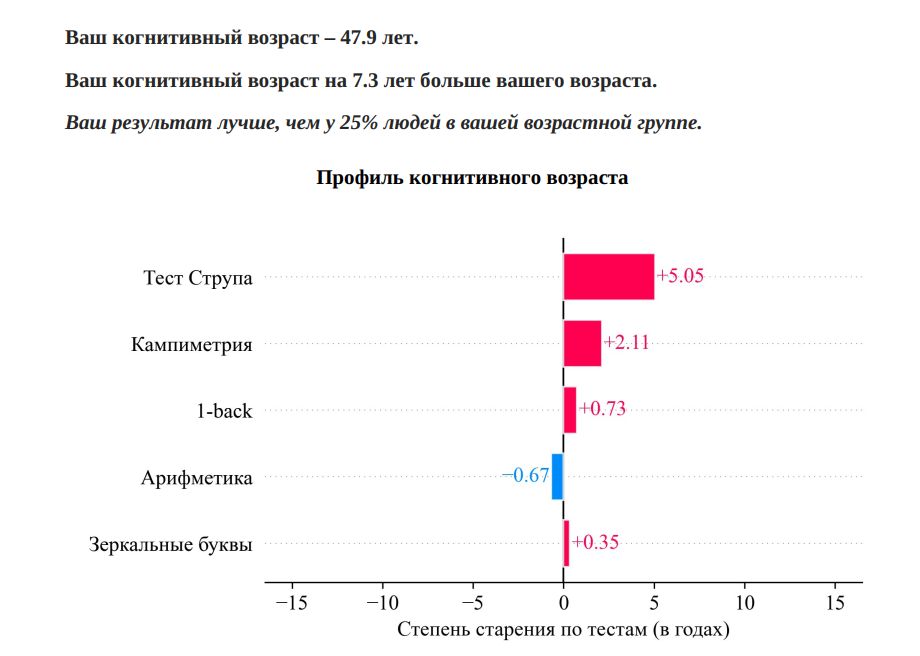 Ваш когнитивный возраст – 47.9 лет.
Ваш когнитивный возраст на 7.3 лет больше вашего возраста.
Ваш результат лучше, чем у 25% людей в вашей возрастной группе.
Профиль когнитивного возраста
Тест Струпа +5.05
Кампиметрия +2.11
1-back +0.73
Арифметика −0.67
Зеркальные буквы +0.35
−15 −10 −5 0 5 10 15
Степень старения по тестам (в годах)